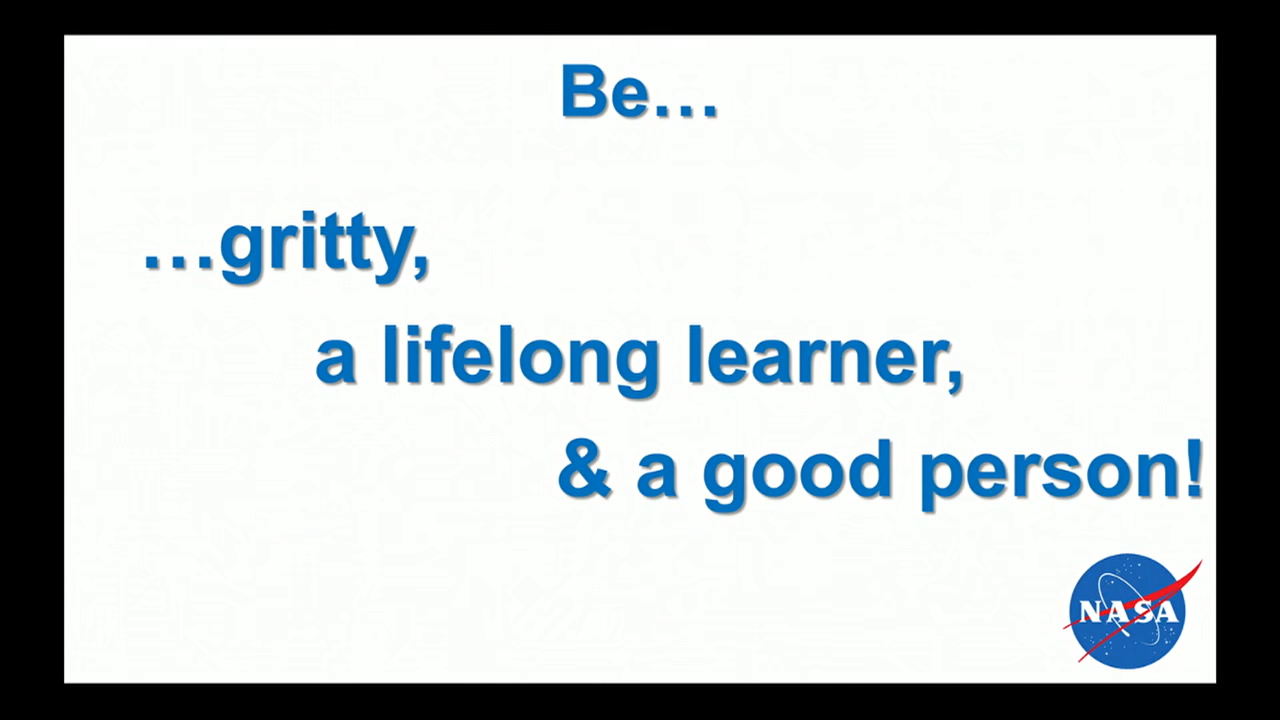 Be…
…gritty,
a lifelong learner,
& a good person!
NASA